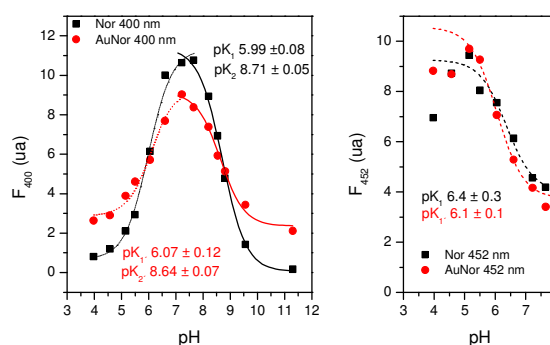 Nor 400 nm
AuNor 400 nm
pK1 5.99 ±0.08
pK2 8.71 ± 0.05
pK1' 6.07 ± 0.12
pK2' 8.64 ± 0.07
F400 (ua)
12
10
8
6
4
2
0
3 4 5 6 7 8 9 10 11 12
pH
F452 (ua)
10
8
6
4
2
0
pK1 6.4 ± 0.3
pK1' 6.1 ± 0.1
Nor 452 nm
AuNor 452 nm
3 4 5 6 7
pH